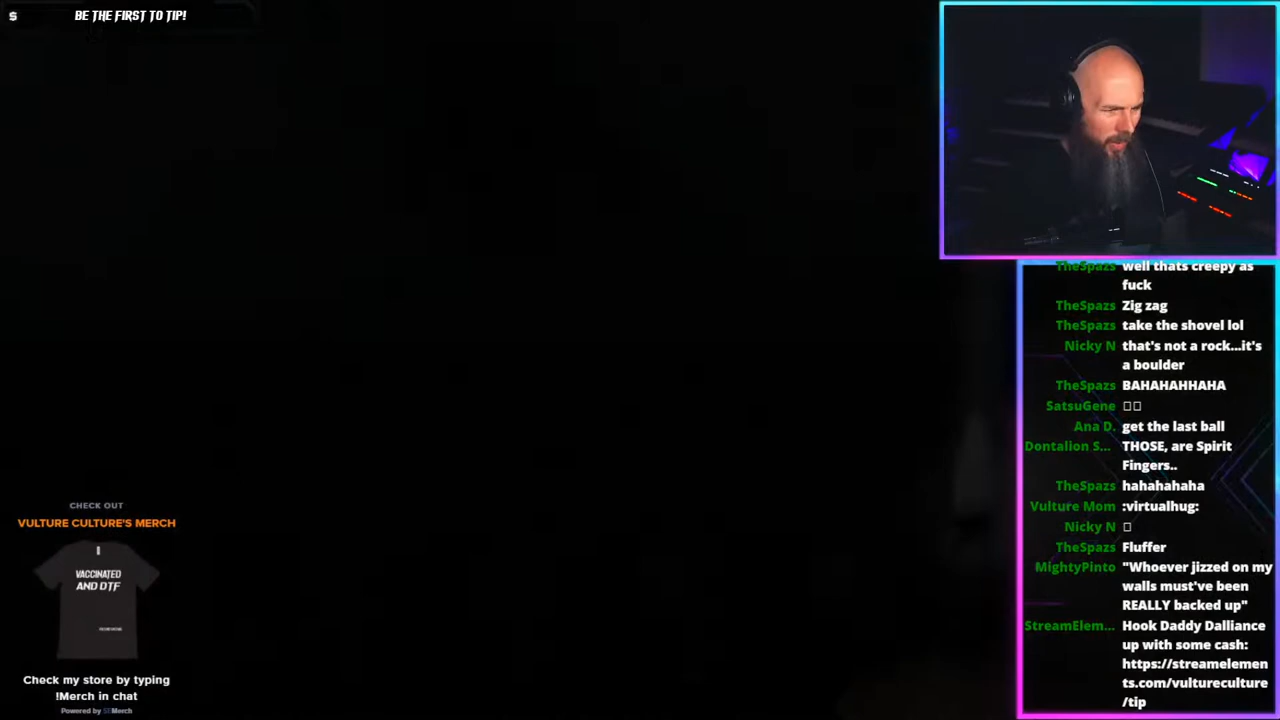 $
BE THE FIRST TO TIP!
TheSpazs well thats creepy as
fuck
TheSpazs Zig zag
TheSpazs take the shovel lol
Nicky N that's not a rock...it's
a boulder
TheSpazs BAHAHAHHAHA
SatsuGene
Ana D. get the last ball
Dontalion S... THOSE, are Spirit
Fingers..
TheSpazs hahahahaha
Vulture Mom :virtualhug:
Nicky N
TheSpazs Fluffer
MightyPinto "Whoever jizzed on my
walls must've been
REALLY backed up"
StreamElem... Hook Daddy Dalliance
up with some cash:
https://streamelemen
ts.com/vultureculture
/tip
CHECK OUT
VULTURE CULTURE'S MERCH
VACCINATED
AND DTF
Check my store by typing
!Merch in chat
Powered by SEMerch